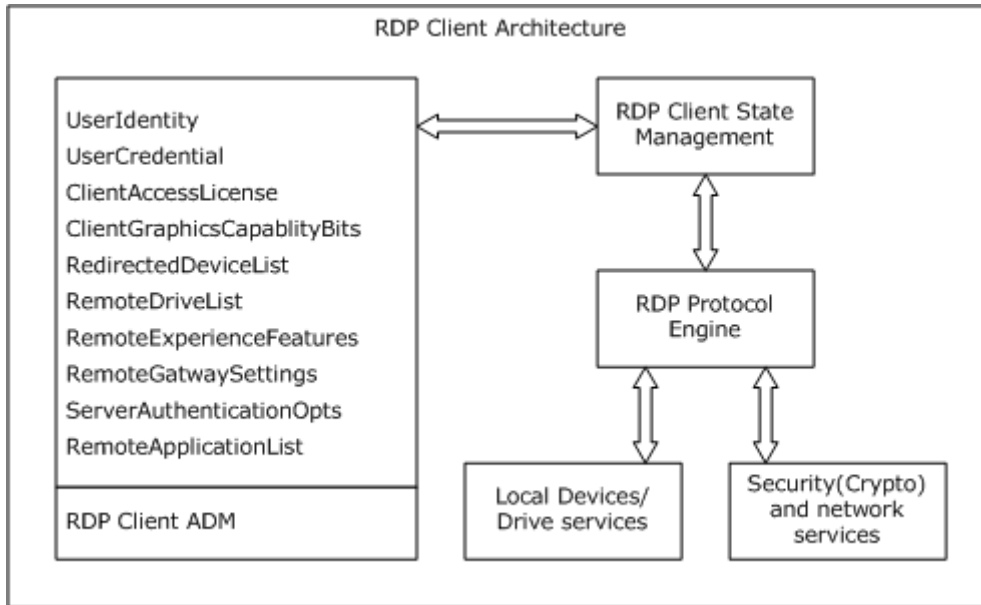 RDP Client Architecture
UserIdentity
UserCredential
ClientAccessLicense
ClientGraphicsCapablityBits
RedirectedDeviceList
RemoteDriveList
RemoteExperienceFeatures
RemoteGatwaySettings
ServerAuthenticationOpts
RemoteApplicationList
RDP Client ADM
RDP Client State
Management
RDP Protocol
Engine
Local Devices/
Drive services
Security(Crypto)
and network
services